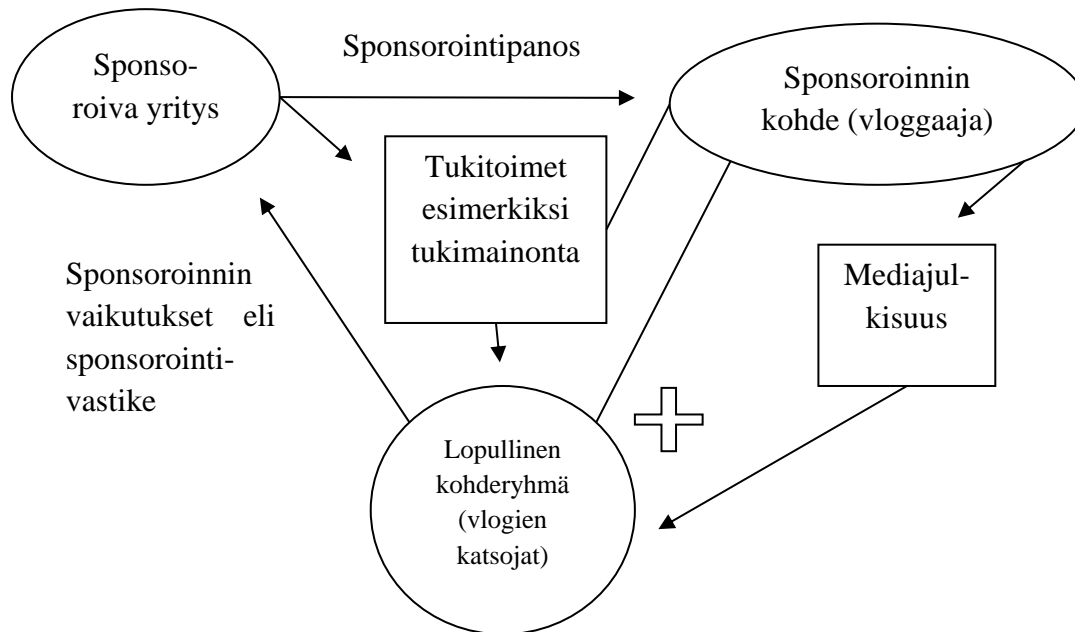 Sponso-
roiva yritys
Sponsorointipanos
Sponsoroinnin
kohde (vloggaaja)
Tukitoimet
esimerkiksi
tukimainonta
Mediajul-
kisuus
Sponsoroinnin
vaikutukset eli
sponsorointi-
vastike
Lopullinen
kohderyhmä
(vlogien
katsojat)